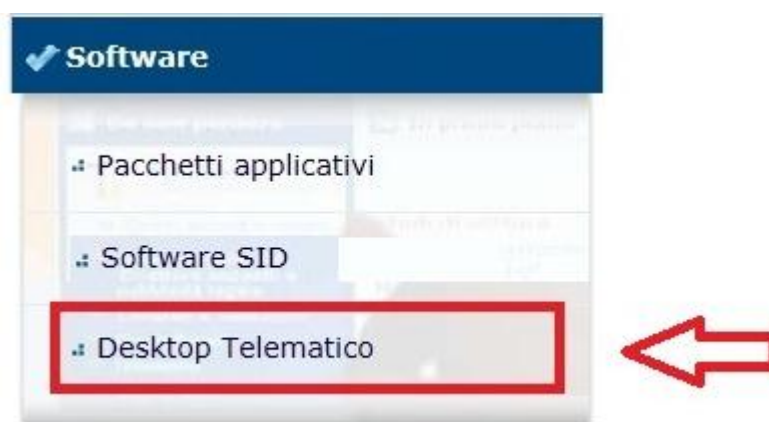 Software
Pacchetti applicativi
Software SID
Desktop Telematico